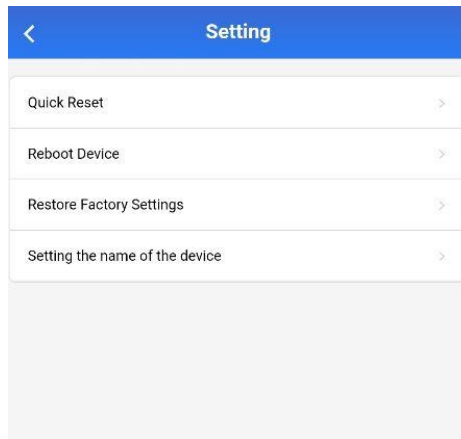 Setting
Quick Reset
Reboot Device
Restore Factory Settings
Setting the name of the device